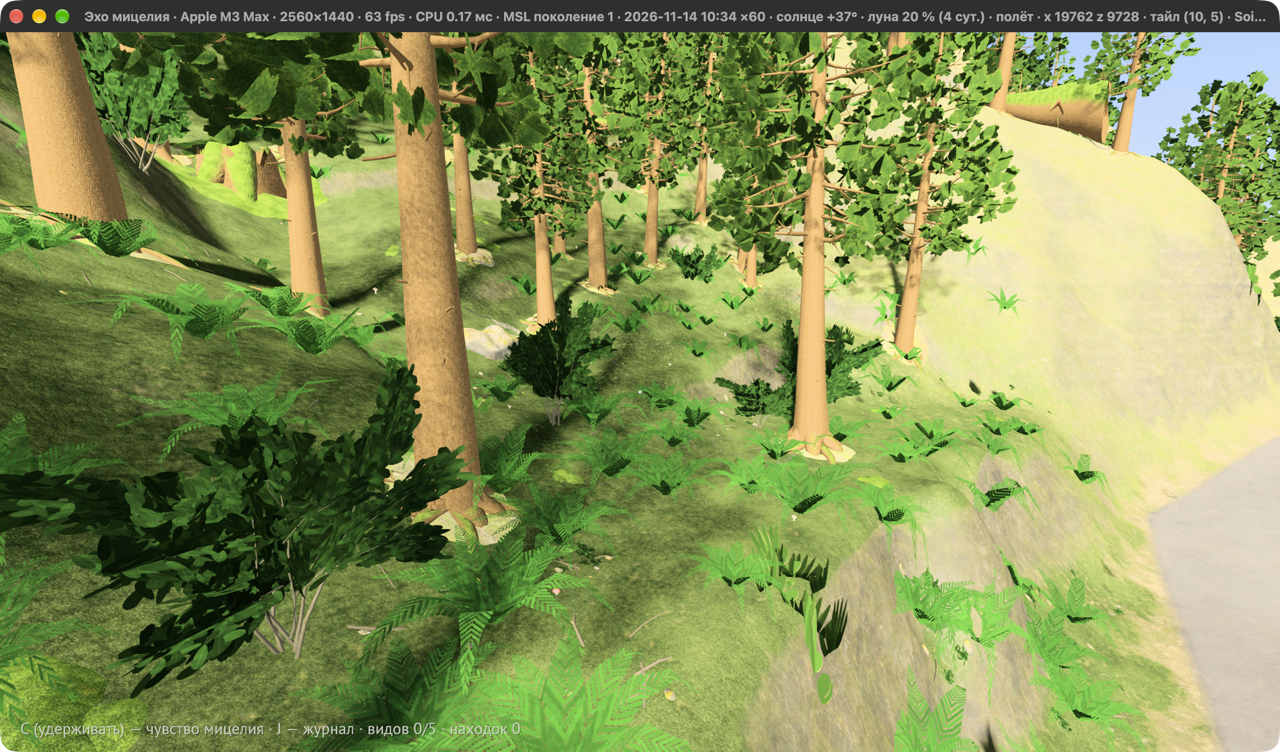 Эхо мицелия · Apple M3 Max · 2560×1440 · 63 fps · CPU 0.17 мс · MSL поколение 1 · 2026-11-14 10:34 ×60 · солнце +37° · луна 20 % (4 сут.) · полёт · x 19762 z 9728 · тайл (10, 5) · Soi...
C (удерживать) — чувство мицелия · J — журнал · видов 0/5 · находок 0